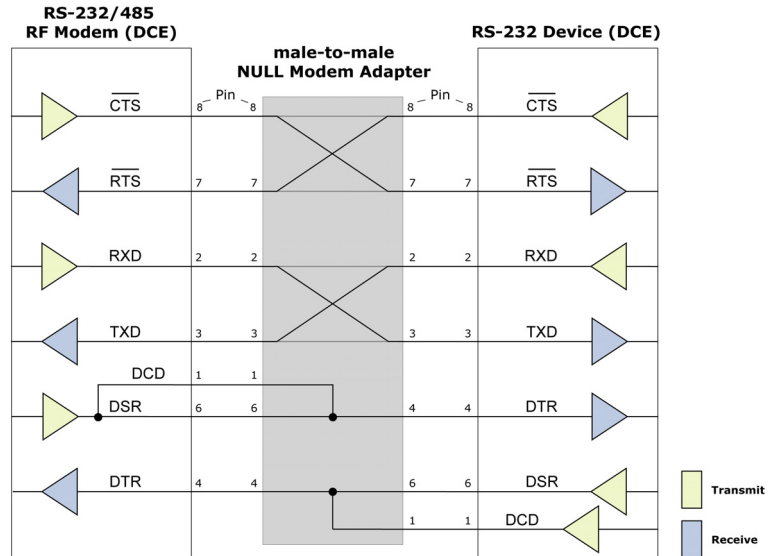 RS-232/485
RF Modem (DCE)
male-to-male
NULL Modem Adapter
RS-232 Device (DCE)
CTS 8 Pin 8 8 Pin 8 CTS
RTS 7 7 7 7 RTS
RXD 2 2 2 2 RXD
TXD 3 3 3 3 TXD
DCD 1 1
DSR 6 6 4 4 DTR
DTR 4 4 6 6 DSR
1 1 DCD
Transmit
Receive